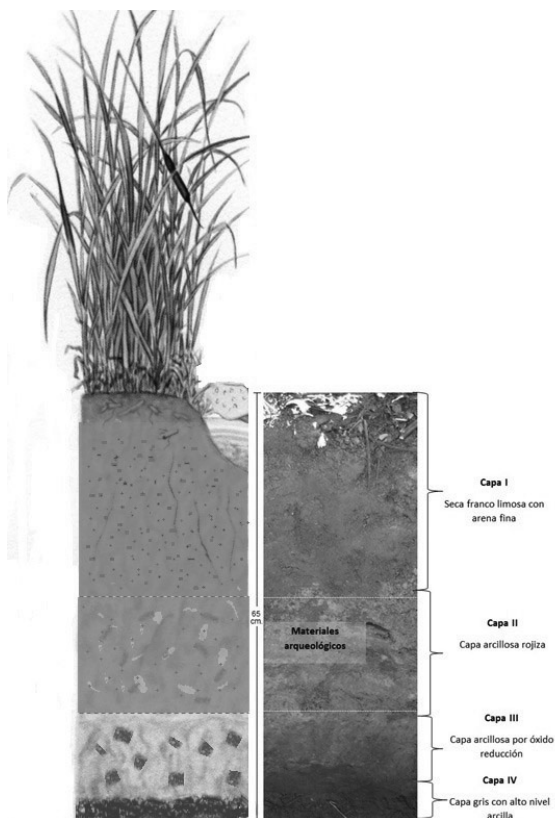 Capa I
Seca franco limosa con
arena fina
65
cm.
Capa II
Capa arcillosa rojiza
Materiales
arqueológicos
Capa III
Capa arcillosa por óxido
reducción
Capa IV
Capa gris con alto nivel
arcilla